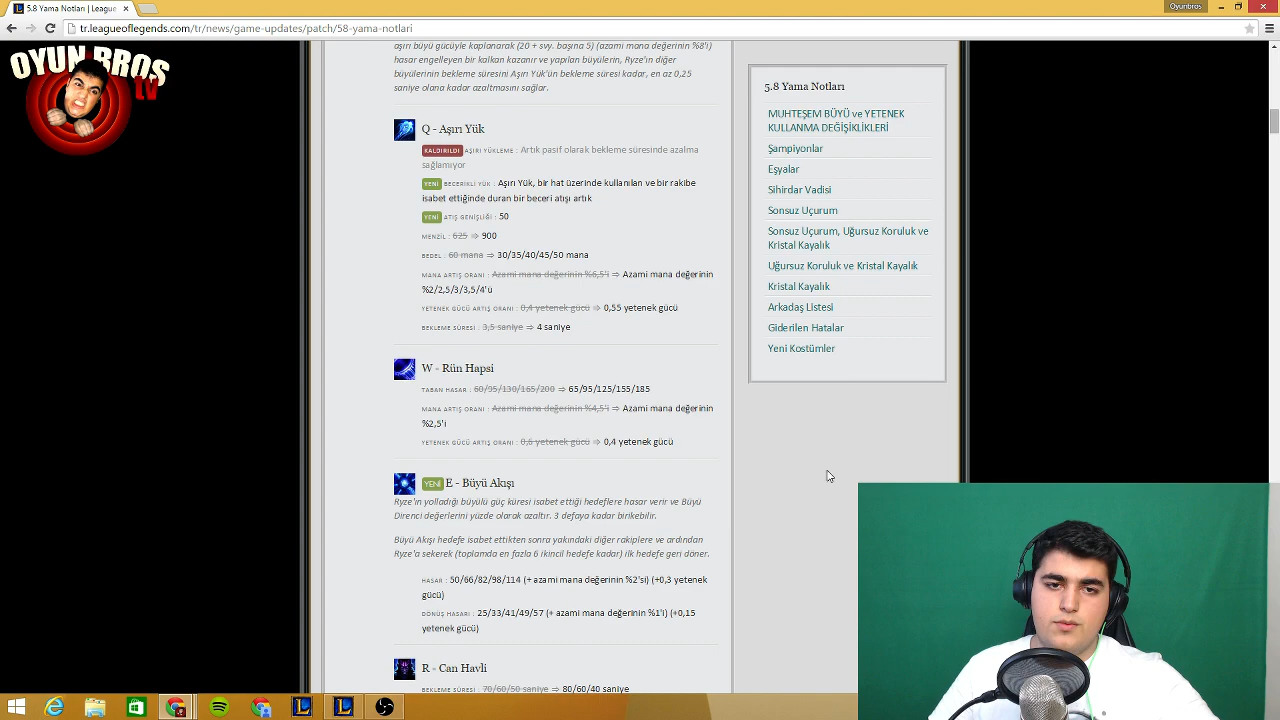 5.8 Yama Notları | League
Oyunbros
tr.leagueoflegends.com/tr/news/game-updates/patch/58-yama-notlari
OYUN BROS
TV
aşırı büyü gücüyle kaplanarak (20 + svy. başına 5) (azami mana değerinin %8'i)
hasar engelleyen bir kalkan kazanır ve yapılan büyülerin, Ryze'in diğer
büyülerinin bekleme süresini Aşırı Yük'ün bekleme süresi kadar, en az 0,25
saniye olana kadar azaltmasını sağlar.
Q - Aşırı Yük
KALDIRILDI AŞIRI YÜKLEME : Artık pasif olarak bekleme süresinde azalma
sağlamıyor
YENİ BECERİKLİ YÜK : Aşırı Yük, bir hat üzerinde kullanılan ve bir rakibe
isabet ettiğinde duran bir beceri atışı artık
YENİ ATIŞ GENİŞLİĞİ : 50
MENZİL : 625 ⇒ 900
BEDEL : 60 mana ⇒ 30/35/40/45/50 mana
MANA ARTIŞ ORANI : Azami mana değerinin %6,5'i ⇒ Azami mana değerinin
%2/2,5/3/3,5/4'ü
YETENEK GÜCÜ ARTIŞ ORANI : 0,4 yetenek gücü ⇒ 0,55 yetenek gücü
BEKLEME SÜRESİ : 3,5 saniye ⇒ 4 saniye
W - Rün Hapsi
TABAN HASAR : 60/95/130/165/200 ⇒ 65/95/125/155/185
MANA ARTIŞ ORANI : Azami mana değerinin %4,5'i ⇒ Azami mana değerinin
%2,5'i
YETENEK GÜCÜ ARTIŞ ORANI : 0,6 yetenek gücü ⇒ 0,4 yetenek gücü
YENİ E - Büyü Akışı
Ryze'ın yolladığı büyülü güç küresi isabet ettiği hedeflere hasar verir ve Büyü
Direnci değerlerini yüzde olarak azaltır. 3 defaya kadar birikebilir.
Büyü Akışı hedefe isabet ettikten sonra yakındaki diğer rakiplere ve ardından
Ryze'a sekerek (toplamda en fazla 6 ikincil hedefe kadar) ilk hedefe geri döner.
HASAR : 50/66/82/98/114 (+ azami mana değerinin %2'si) (+0,3 yetenek
gücü)
DÖNÜŞ HASARI : 25/33/41/49/57 (+ azami mana değerinin %1'i) (+0,15
yetenek gücü)
R - Can Havli
BEKLEME SÜRESİ : 70/60/50 saniye ⇒ 80/60/40 saniye
5.8 Yama Notları
MUHTEŞEM BÜYÜ ve YETENEK
KULLANMA DEĞİŞİKLİKLERİ
Şampiyonlar
Eşyalar
Sihirdar Vadisi
Sonsuz Uçurum
Sonsuz Uçurum, Uğursuz Koruluk ve
Kristal Kayalık
Uğursuz Koruluk ve Kristal Kayalık
Kristal Kayalık
Arkadaş Listesi
Giderilen Hatalar
Yeni Kostümler